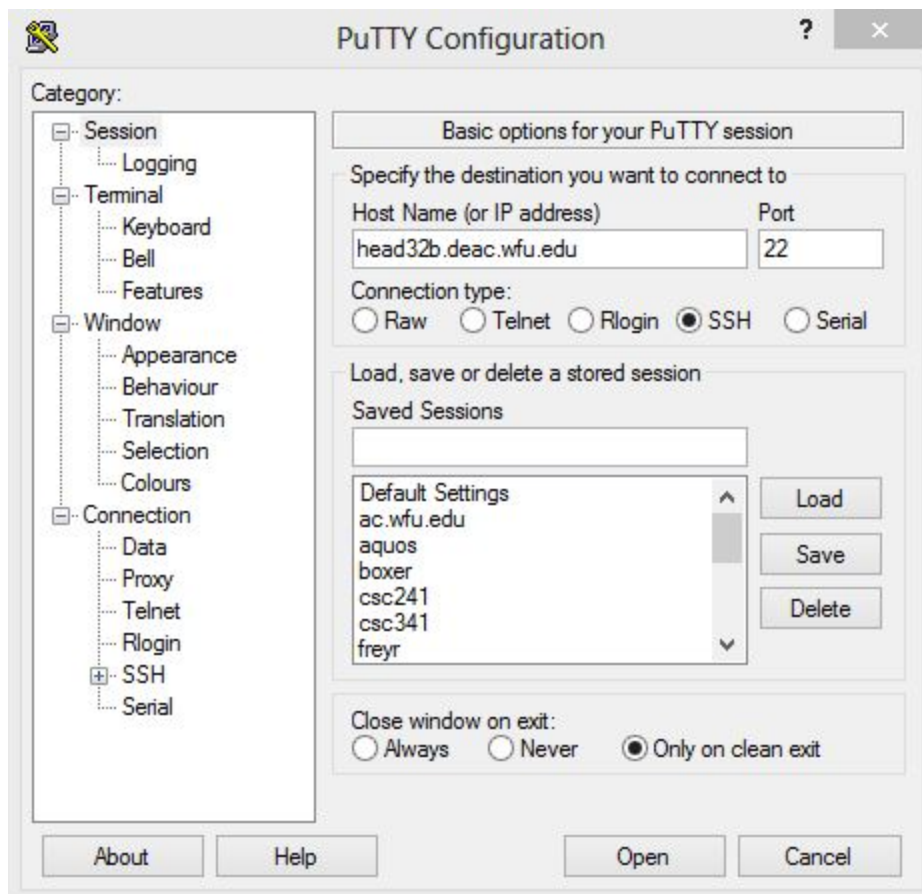 PuTTY Configuration
?
×
Category:
Session
Logging
Terminal
Keyboard
Bell
Features
Window
Appearance
Behaviour
Translation
Selection
Colours
Connection
Data
Proxy
Telnet
Rlogin
SSH
Serial
Basic options for your PuTTY session
Specify the destination you want to connect to
Host Name (or IP address) Port
head32b.deac.wfu.edu 22
Connection type:
Raw Telnet Rlogin SSH Serial
Load, save or delete a stored session
Saved Sessions
Default Settings
ac.wfu.edu
aquos
boxer
csc241
csc341
freyr
Load
Save
Delete
Close window on exit:
Always Never Only on clean exit
About Help Open Cancel